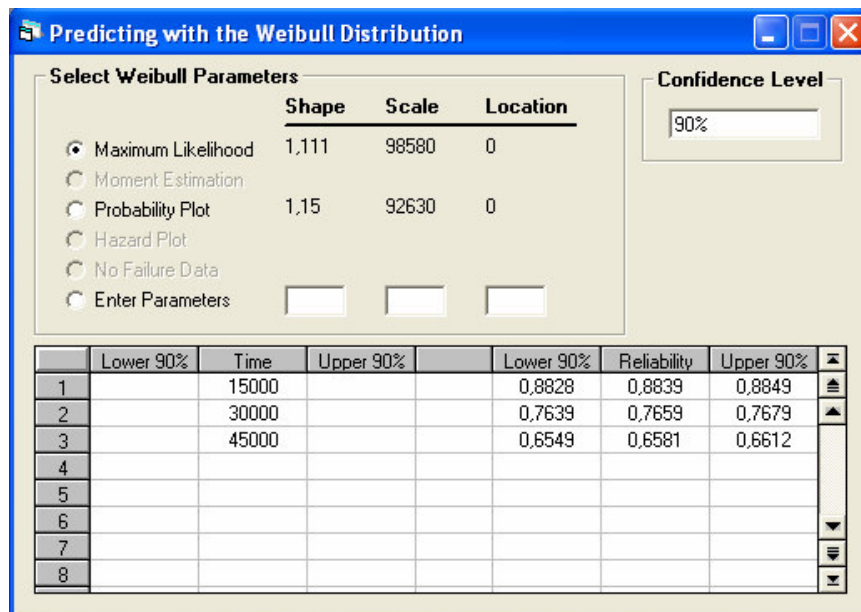 Predicting with the Weibull Distribution
Select Weibull Parameters
Confidence Level
Shape Scale Location
90%
Maximum Likelihood 1,111 98580 0
Moment Estimation
Probability Plot 1,15 92630 0
Hazard Plot
No Failure Data
Enter Parameters
Lower 90% Time Upper 90% Lower 90% Reliability Upper 90%
1 15000 0,8828 0,8839 0,8849
2 30000 0,7639 0,7659 0,7679
3 45000 0,6549 0,6581 0,6612
4
5
6
7
8